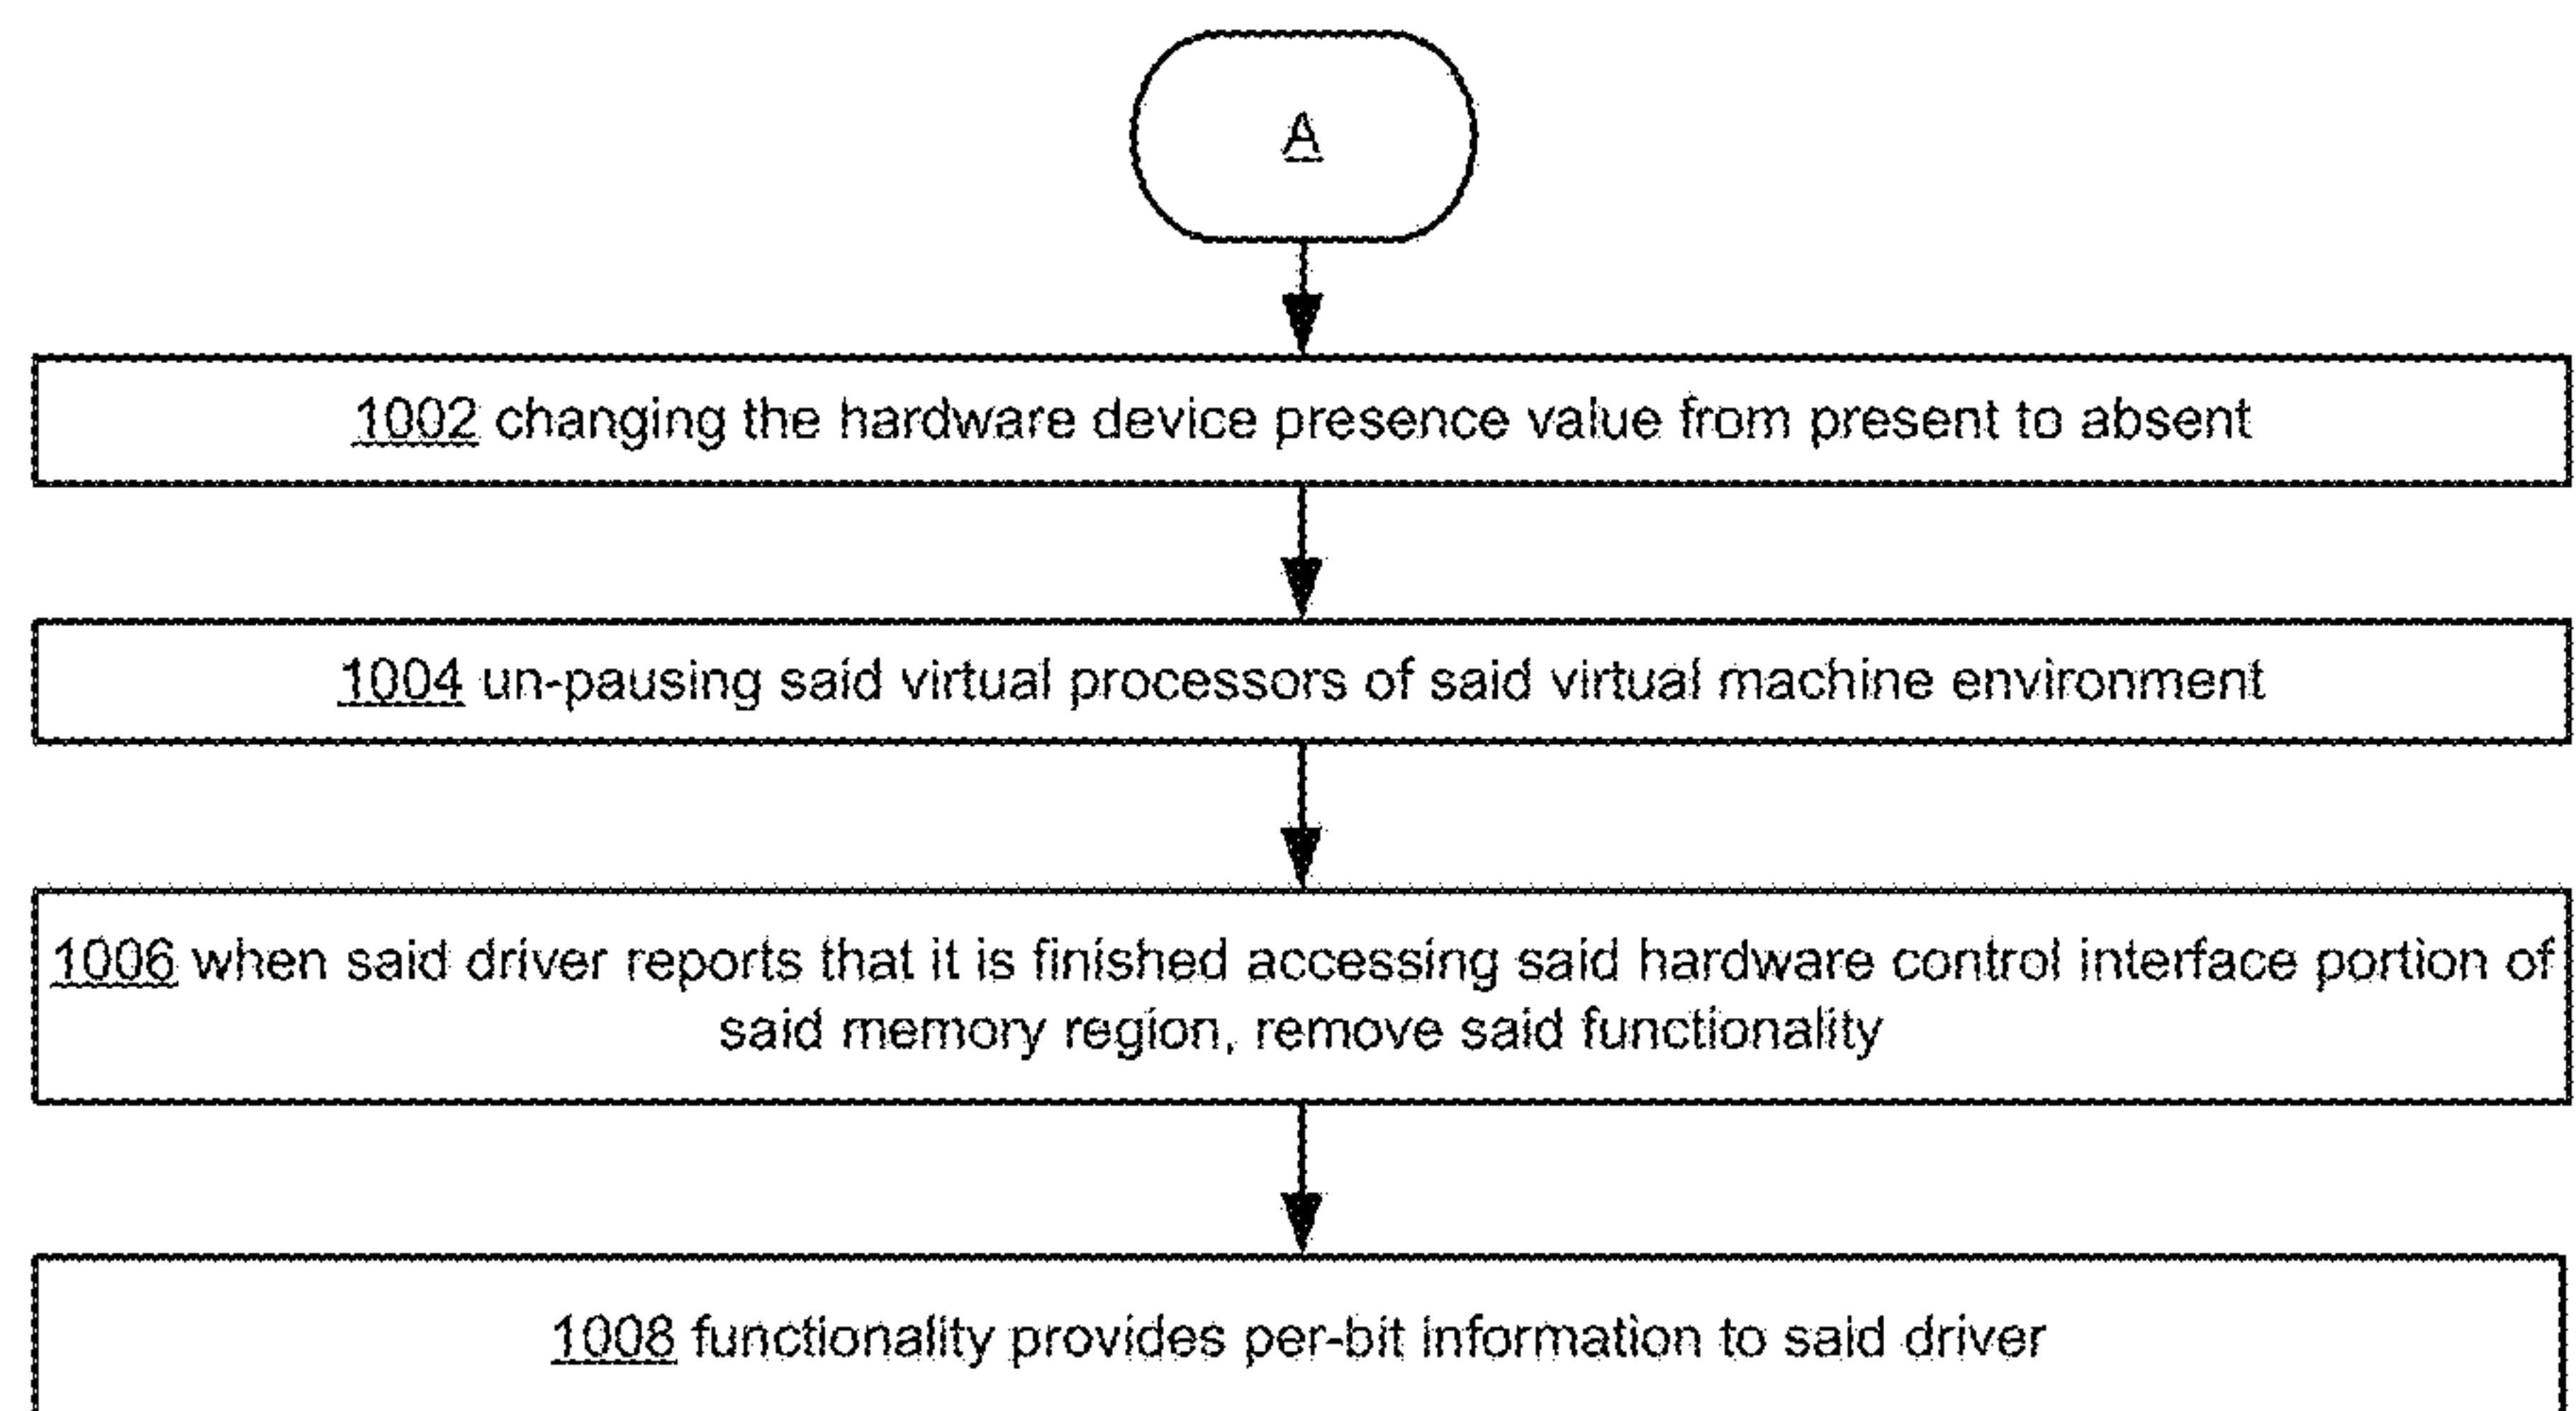 A
1002 changing the hardware device presence value from present to absent
1004 un-pausing said virtual processors of said virtual machine environment
1006 when said driver reports that it is finished accessing said hardware control interface portion of
said memory region, remove said functionality
1008 functionality provides per-bit information to said driver